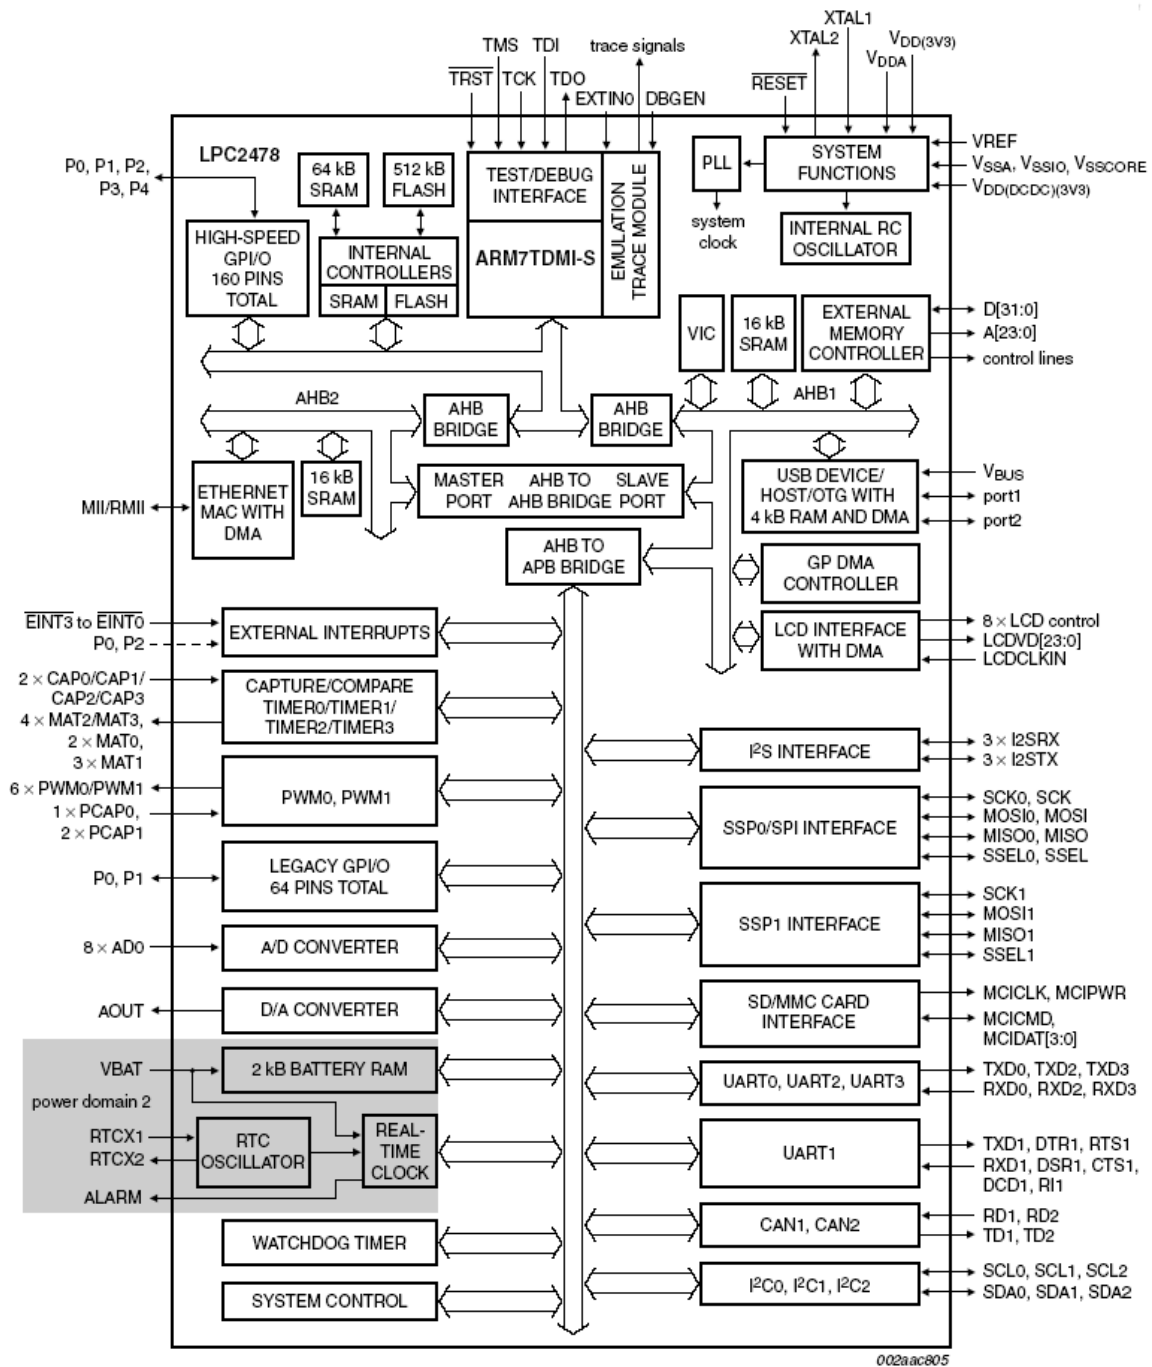 XTAL1
XTAL2
VDD(3V3)
VDDA
TMS
TDI
trace signals
TRST
TCK
TDO
RESET
EXTIN0
DBGEN
LPC2478
P0, P1, P2,
P3, P4
64 kB
SRAM
512 kB
FLASH
TEST/DEBUG
INTERFACE
EMULATION
TRACE MODULE
PLL
SYSTEM
FUNCTIONS
VREF
VSSA, VSSIO, VSSCORE
VDD(DCDC)(3V3)
system
clock
INTERNAL RC
OSCILLATOR
HIGH-SPEED
GPI/O
160 PINS
TOTAL
INTERNAL
CONTROLLERS
SRAM
FLASH
ARM7TDMI-S
VIC
16 kB
SRAM
EXTERNAL
MEMORY
CONTROLLER
D[31:0]
A[23:0]
control lines
AHB2
AHB
BRIDGE
AHB
BRIDGE
AHB1
ETHERNET
MAC WITH
DMA
16 kB
SRAM
MASTER
PORT
AHB TO
AHB BRIDGE
SLAVE
PORT
USB DEVICE/
HOST/OTG WITH
4 kB RAM AND DMA
VBUS
port1
port2
MII/RMII
AHB TO
APB BRIDGE
GP DMA
CONTROLLER
EINT3 to EINT0
P0, P2
EXTERNAL INTERRUPTS
LCD INTERFACE
WITH DMA
8 × LCD control
LCDVD[23:0]
LCDCLKIN
2 × CAP0/CAP1/
CAP2/CAP3
4 × MAT2/MAT3,
2 × MAT0,
3 × MAT1
CAPTURE/COMPARE
TIMER0/TIMER1/
TIMER2/TIMER3
I2S INTERFACE
3 × I2SRX
3 × I2STX
6 × PWM0/PWM1
1 × PCAP0,
2 × PCAP1
PWM0, PWM1
SSP0/SPI INTERFACE
SCK0, SCK
MOSI0, MOSI
MISO0, MISO
SSEL0, SSEL
P0, P1
LEGACY GPI/O
64 PINS TOTAL
SSP1 INTERFACE
SCK1
MOSI1
MISO1
SSEL1
8 × AD0
A/D CONVERTER
AOUT
D/A CONVERTER
SD/MMC CARD
INTERFACE
MCICLK, MCIPWR
MCICMD,
MCIDAT[3:0]
VBAT
2 kB BATTERY RAM
power domain 2
UART0, UART2, UART3
TXD0, TXD2, TXD3
RXD0, RXD2, RXD3
RTCX1
RTCX2
RTC
OSCILLATOR
REAL-
TIME
CLOCK
ALARM
UART1
TXD1, DTR1, RTS1
RXD1, DSR1, CTS1,
DCD1, RI1
WATCHDOG TIMER
CAN1, CAN2
RD1, RD2
TD1, TD2
SYSTEM CONTROL
I2C0, I2C1, I2C2
SCL0, SCL1, SCL2
SDA0, SDA1, SDA2
002aac805